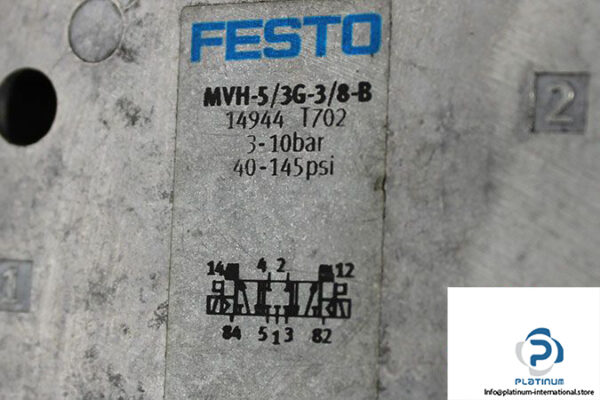 FESTO
MVH-5/3G-3/8-B
14944 T702
3-10bar
40-145psi
2
14 4 2 12
1
84 5 1 3 82
PLATINUM
Info@platinum-international.store